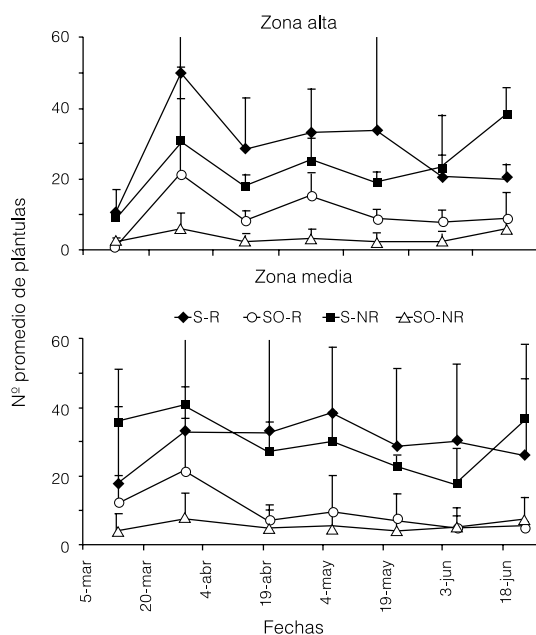 Zona alta
60
40
20
0
Nº promedio de plántulas
Zona media
S-R SO-R S-NR SO-NR
60
40
20
0
5-mar 20-mar 4-abr 19-abr 4-may 19-may 3-jun 18-jun
Fechas